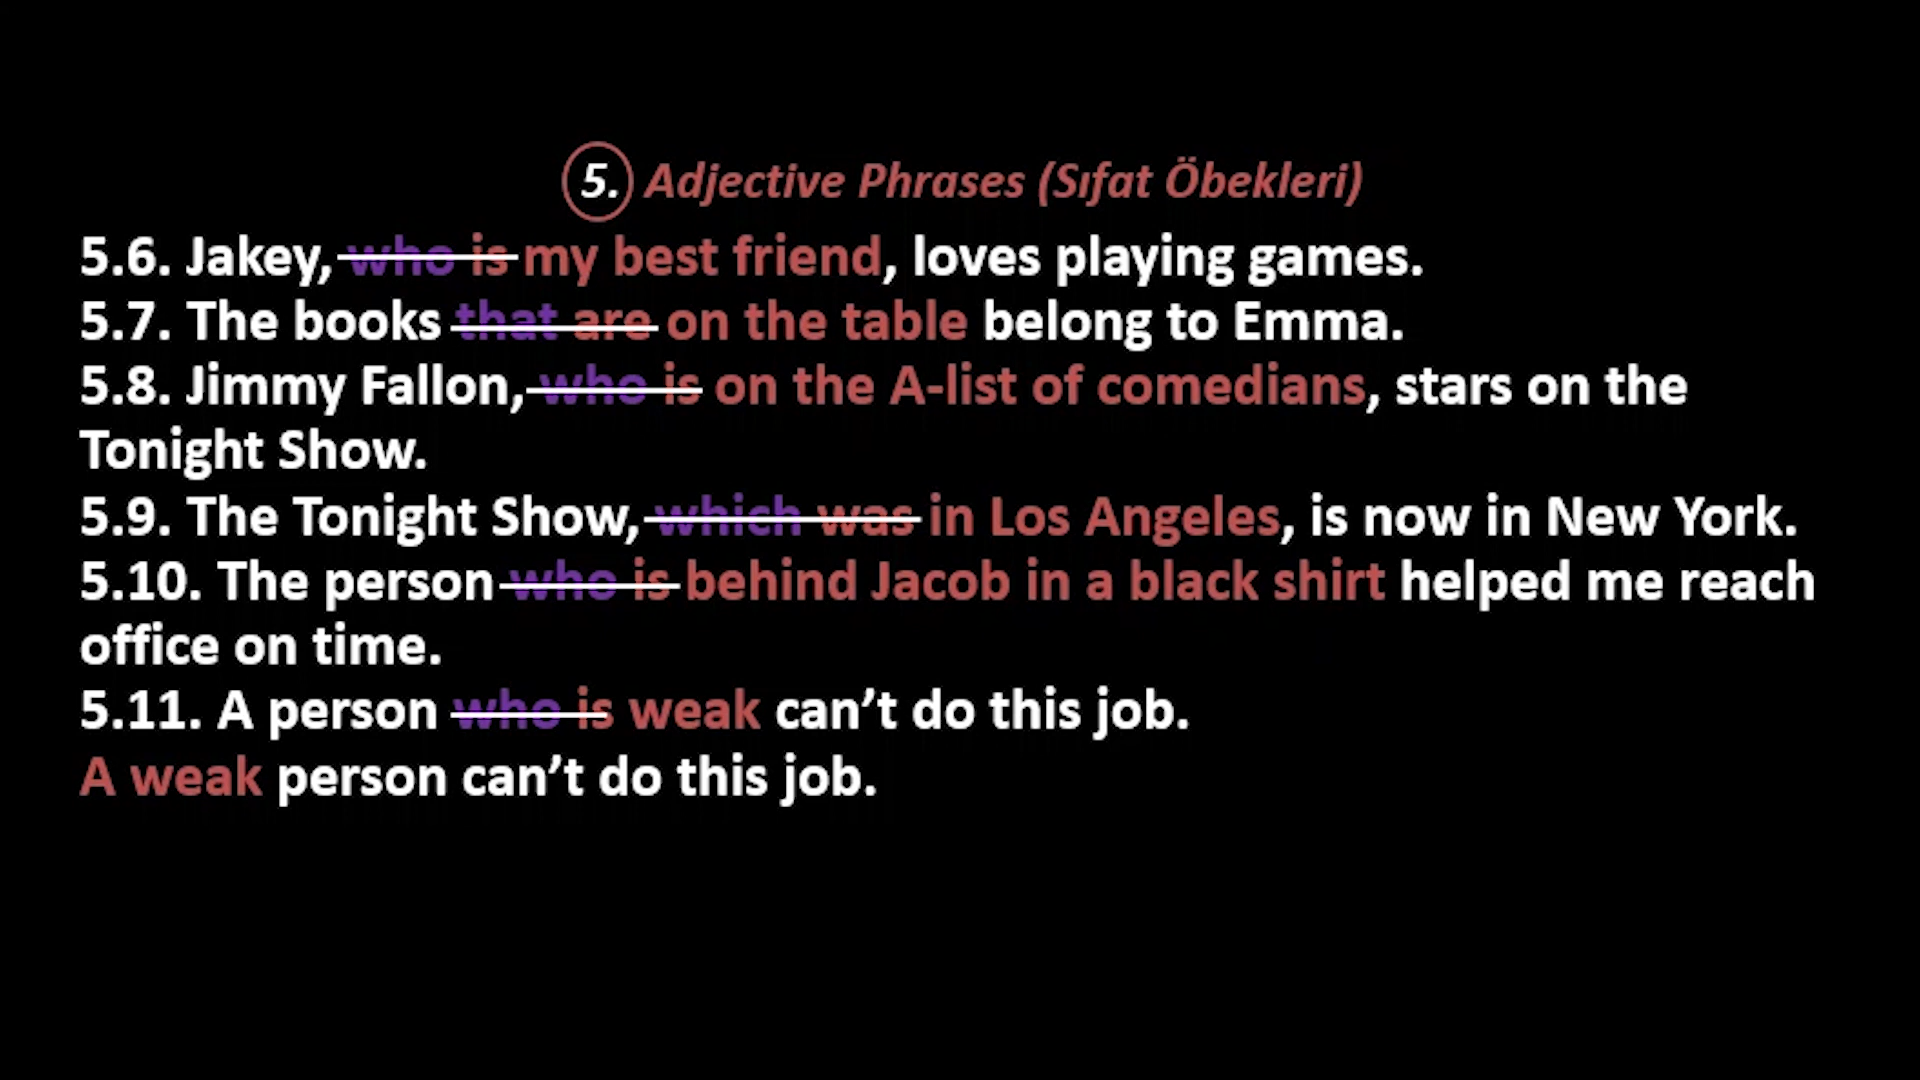 5. Adjective Phrases (Sıfat Öbekleri)
5.6. Jakey, who is my best friend, loves playing games.
5.7. The books that are on the table belong to Emma.
5.8. Jimmy Fallon, who is on the A-list of comedians, stars on the
Tonight Show.
5.9. The Tonight Show, which was in Los Angeles, is now in New York.
5.10. The person who is behind Jacob in a black shirt helped me reach
office on time.
5.11. A person who is weak can’t do this job.
A weak person can’t do this job.